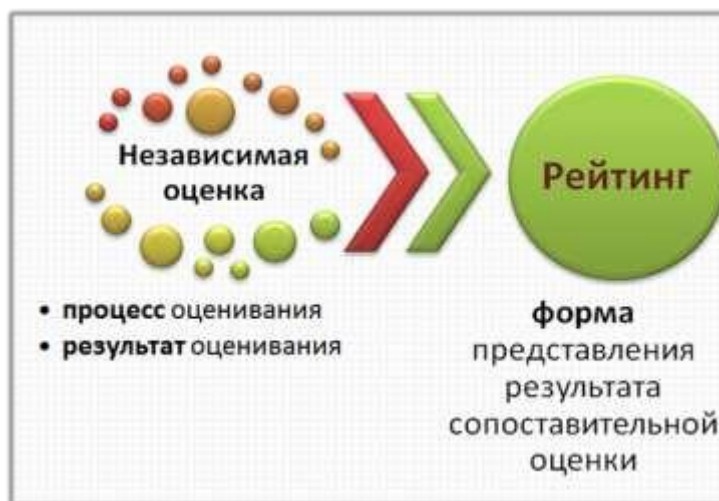 Независимая
оценка
• процесс оценивания
• результат оценивания
Рейтинг
форма
представления
результата
сопоставительной
оценки